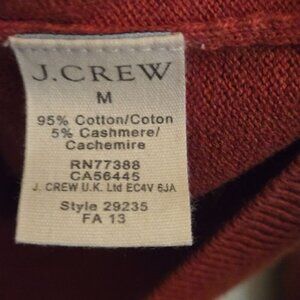 J.CREW
M
95% Cotton/Coton
5% Cashmere/
Cachemire
RN77388
CA56445
J. CREW U.K. Ltd EC4V 6JA
Style 29235
FA 13